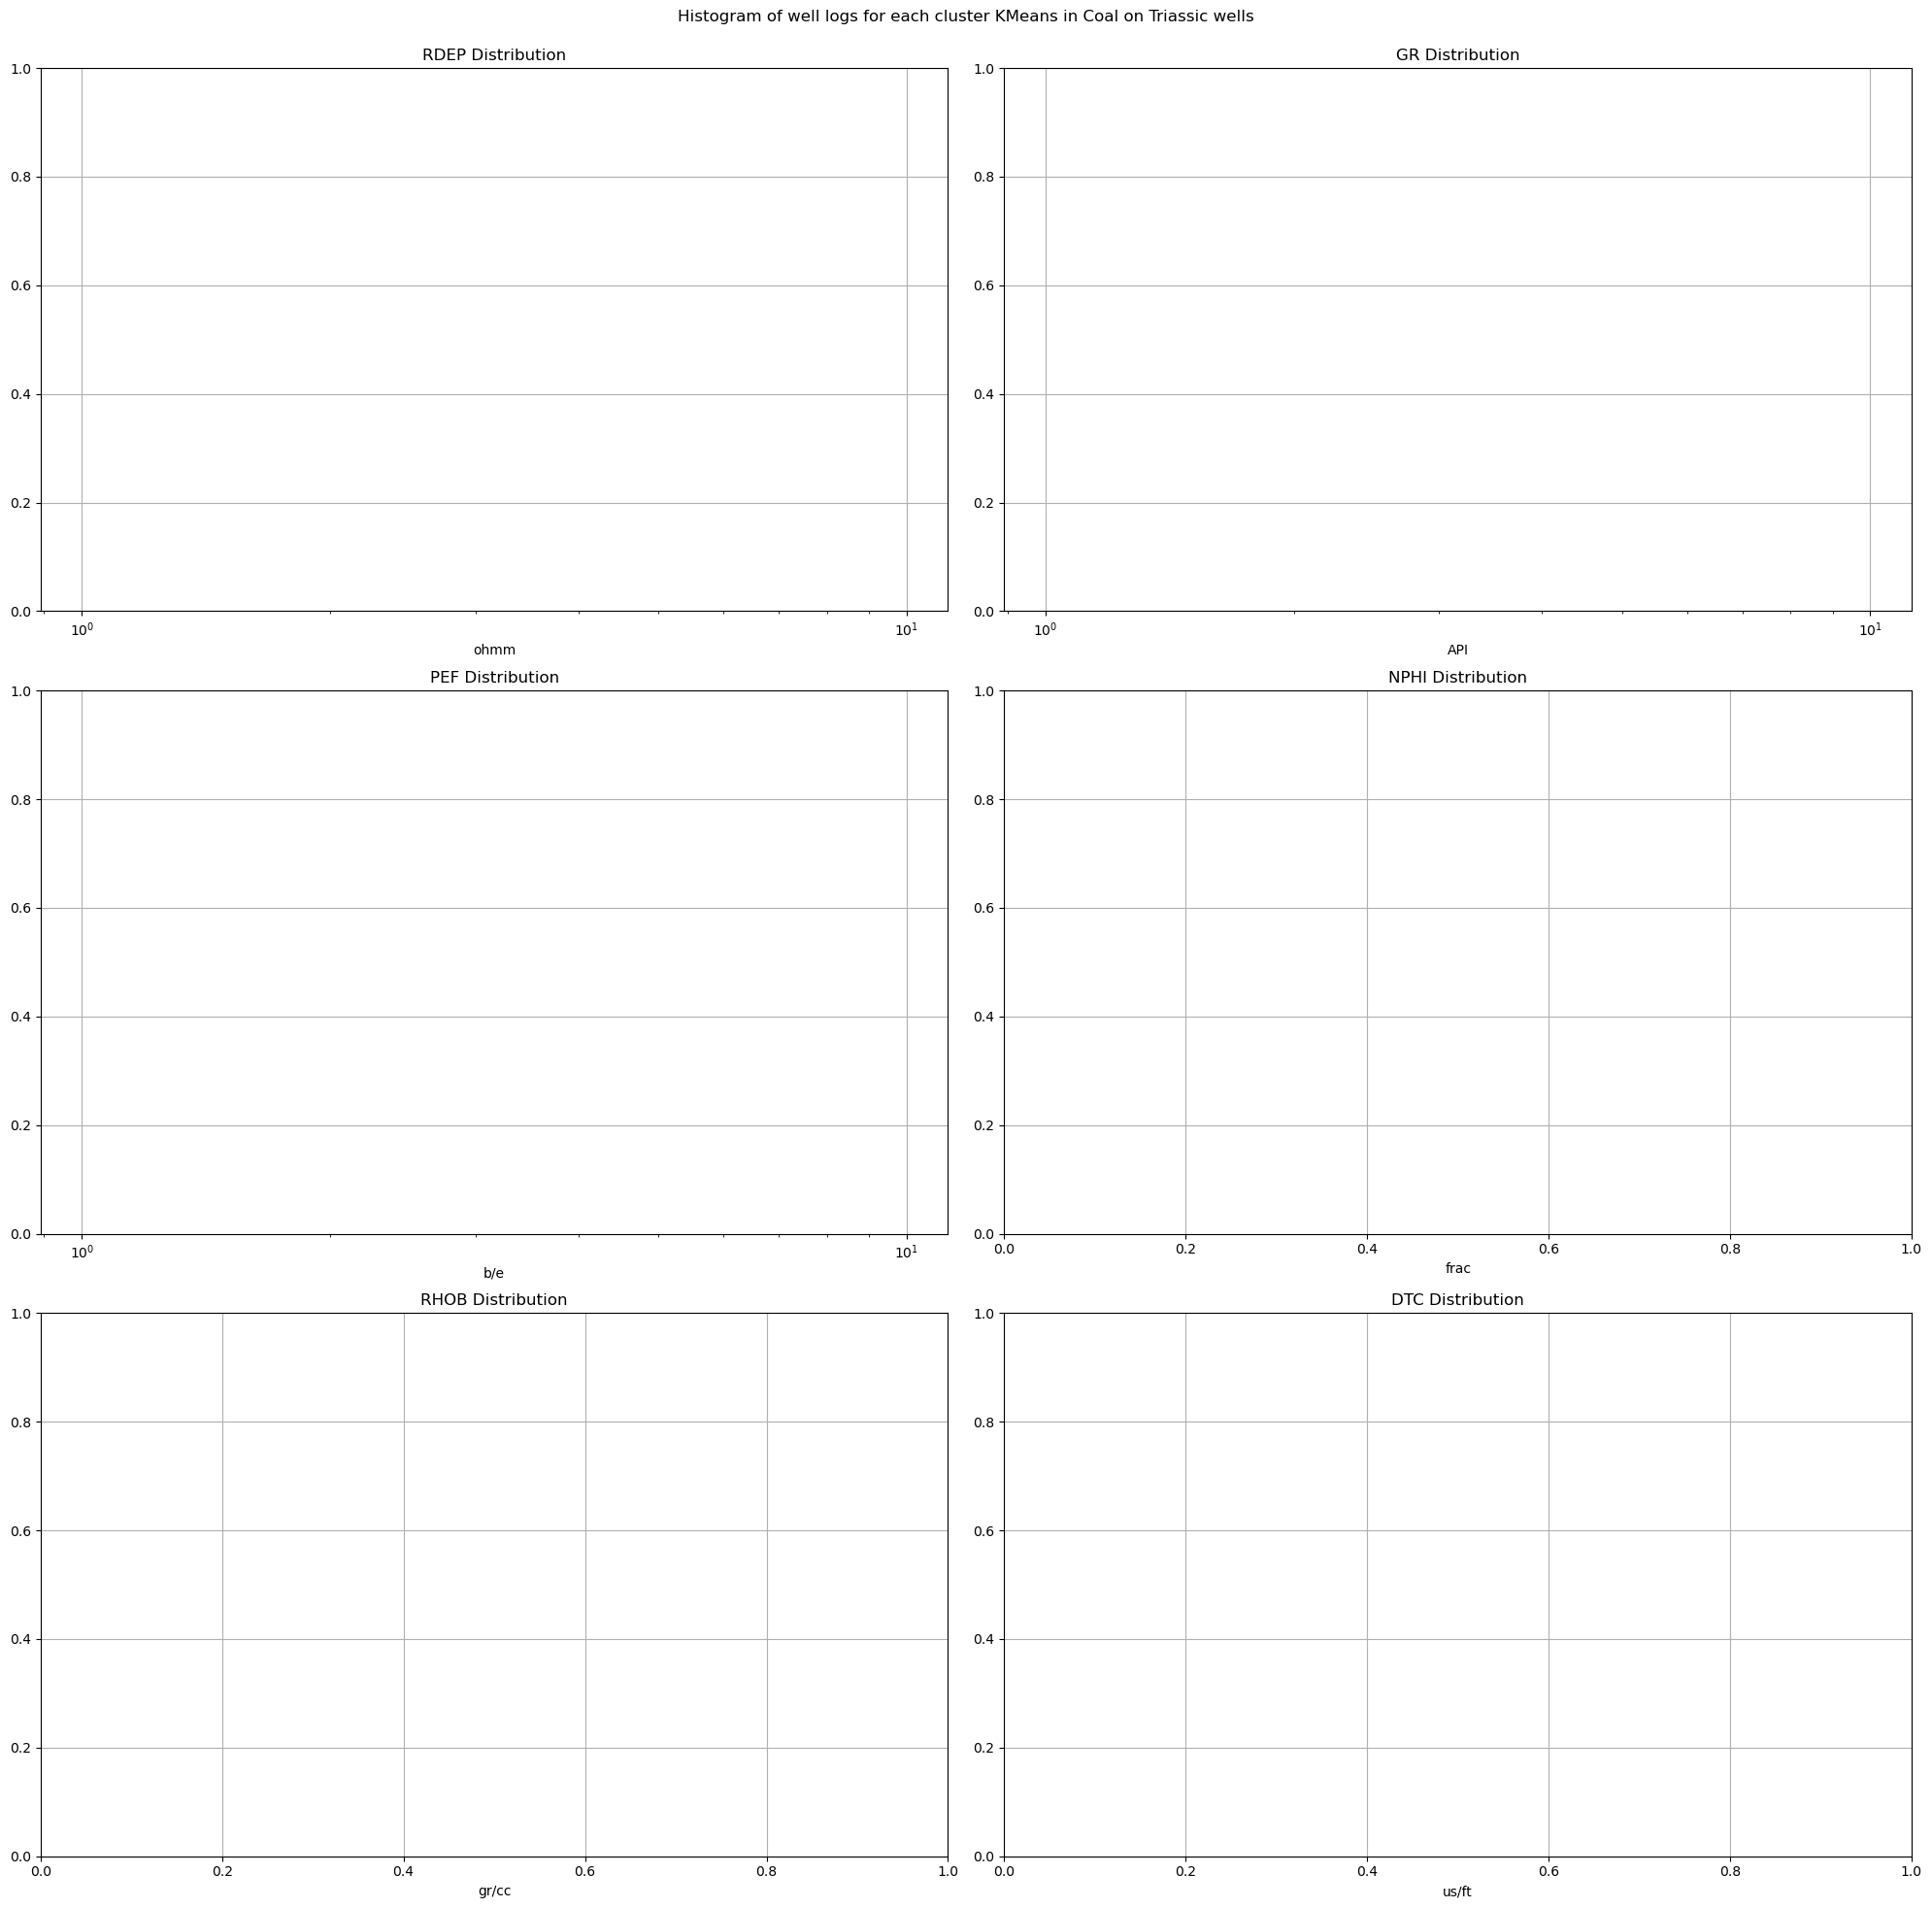 Histogram of well logs for each cluster KMeans in Coal on Triassic wells
RDEP Distribution
1.0
0.8
0.6
0.4
0.2
0.0
10⁰
10¹
ohmm
GR Distribution
1.0
0.8
0.6
0.4
0.2
0.0
10⁰
10¹
API
PEF Distribution
1.0
0.8
0.6
0.4
0.2
0.0
10⁰
10¹
b/e
NPHI Distribution
1.0
0.8
0.6
0.4
0.2
0.0
0.0 0.2 0.4 0.6 0.8 1.0
frac
RHOB Distribution
1.0
0.8
0.6
0.4
0.2
0.0
0.0 0.2 0.4 0.6 0.8 1.0
gr/cc
DTC Distribution
1.0
0.8
0.6
0.4
0.2
0.0
0.0 0.2 0.4 0.6 0.8 1.0
us/ft